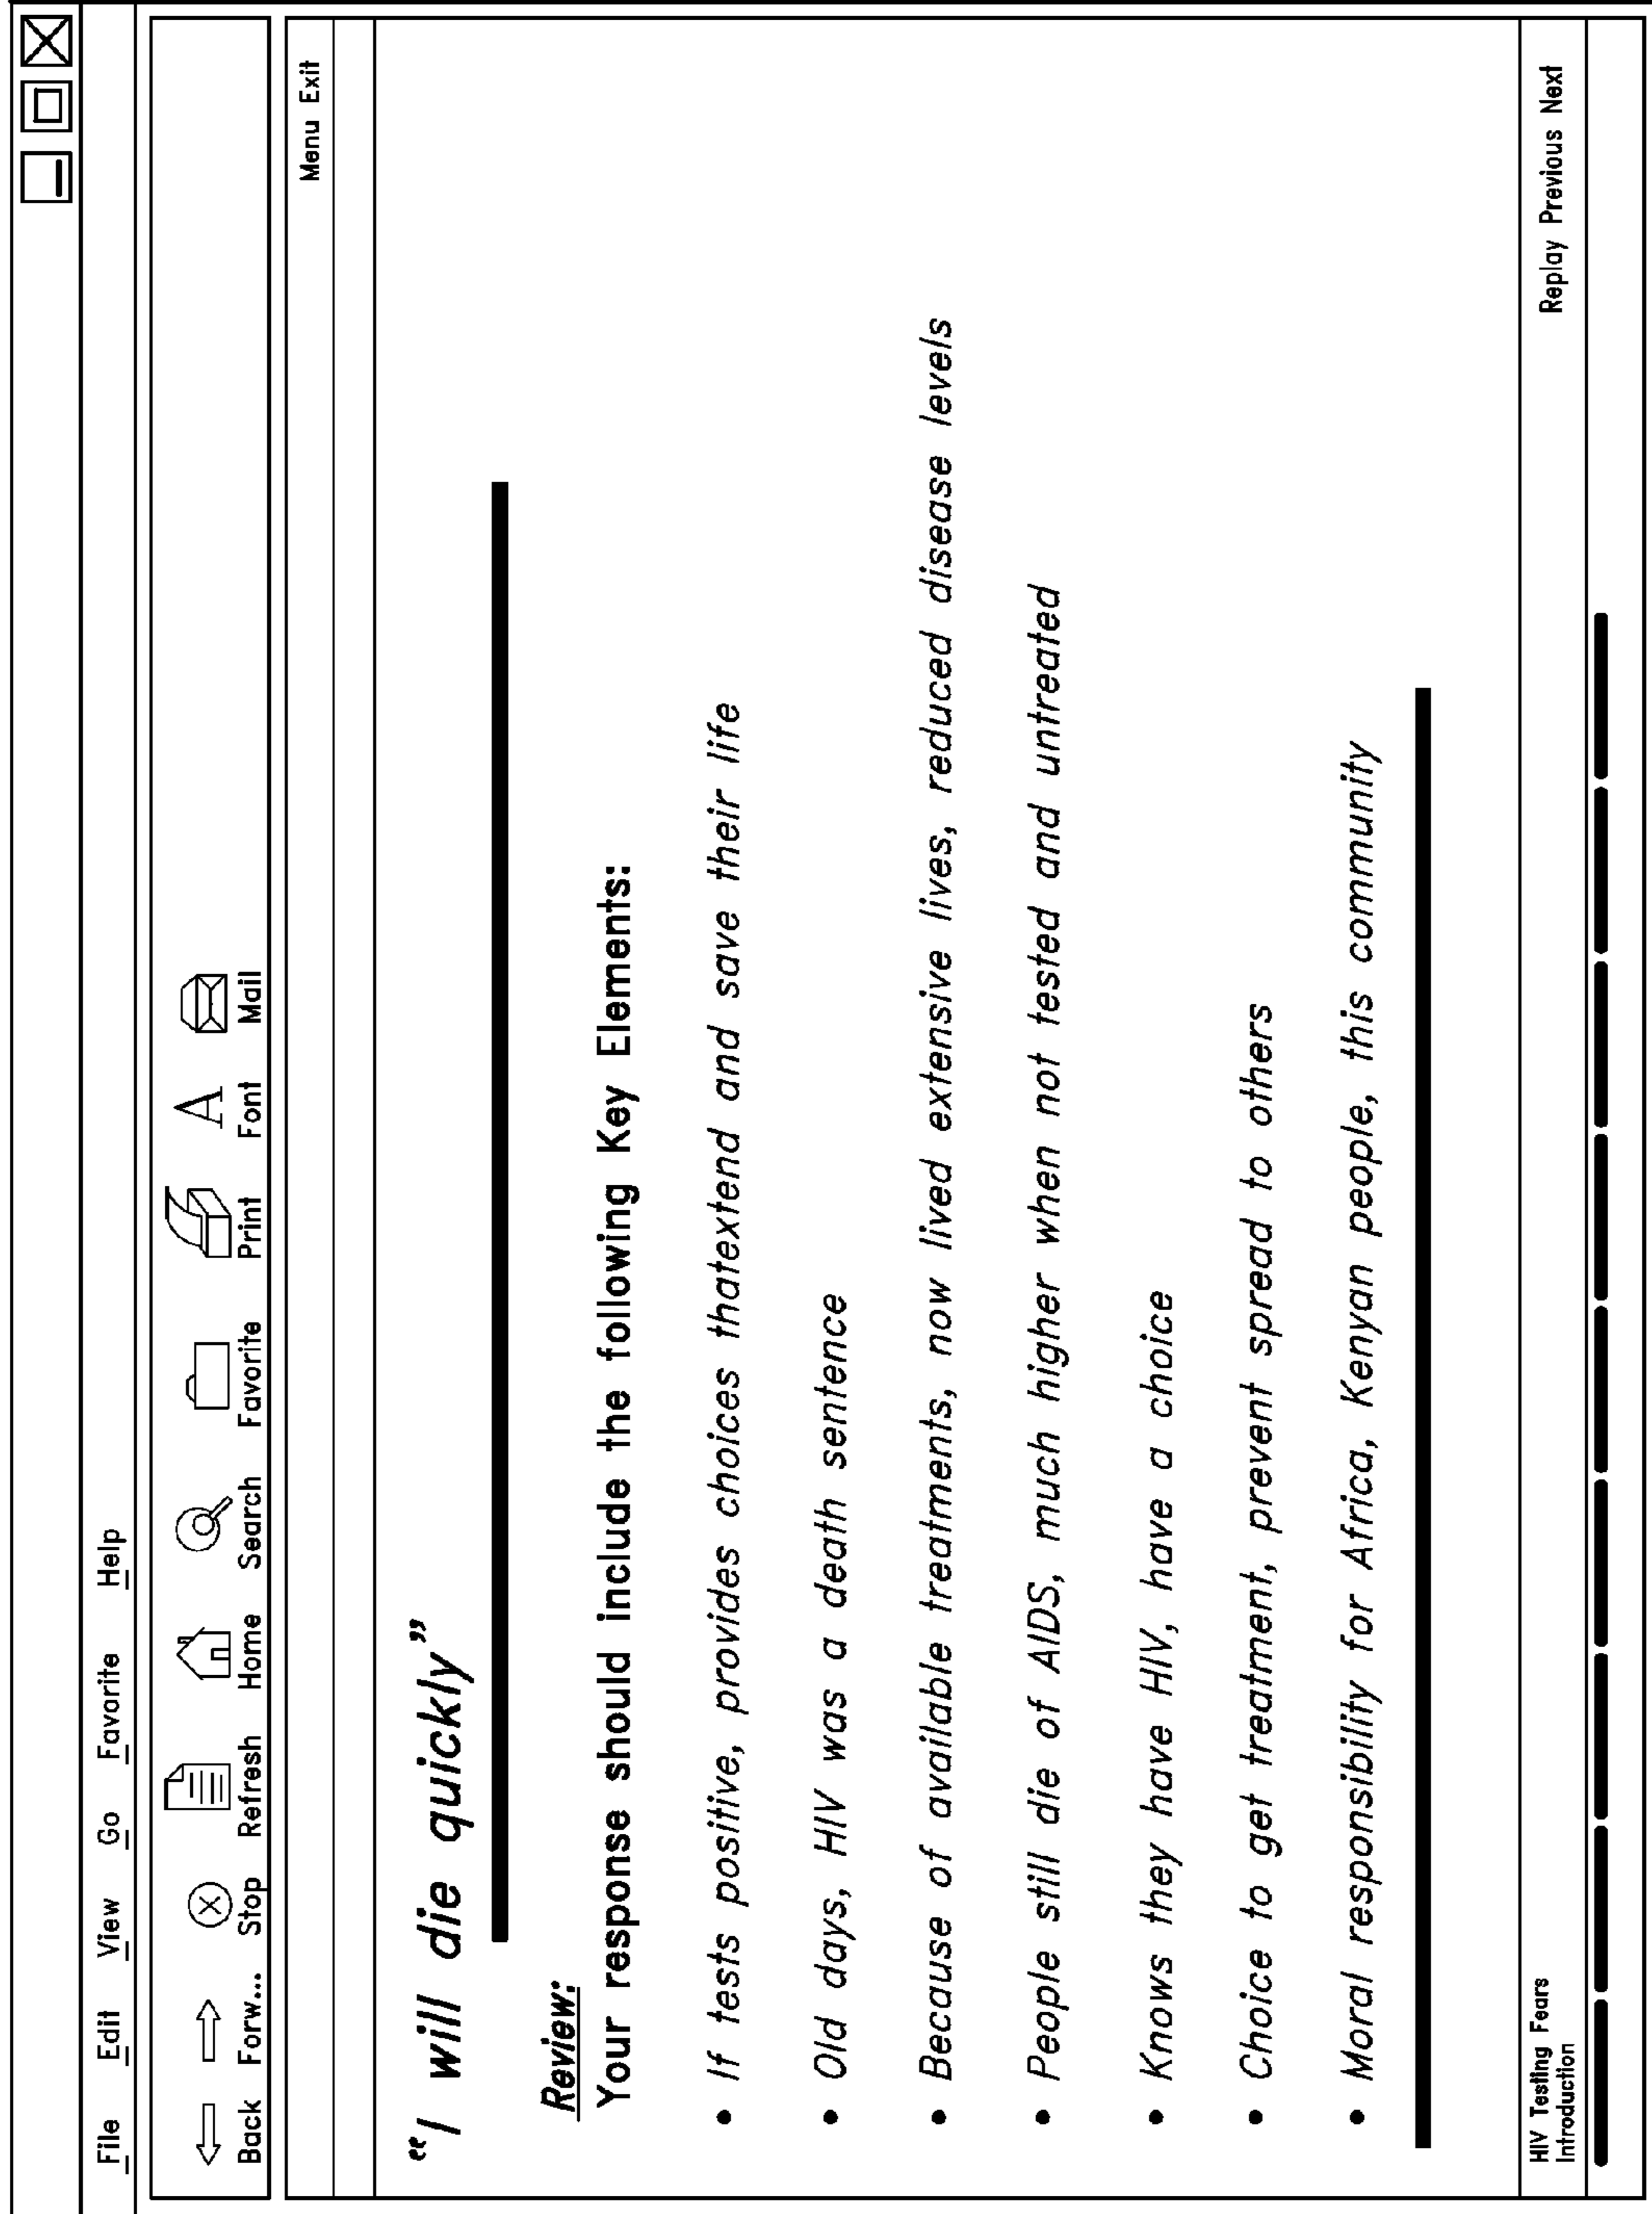 File Edit View Go Favorite Help
Back Forw... Stop Refresh Home Search Favorite Print Font Mail
Menu Exit
“I will die quickly”
Review:
Your response should include the following Key Elements:
• If tests positive, provides choices thatextend and save their life
• Old days, HIV was a death sentence
• Because of available treatments, now lived extensive lives, reduced disease levels
• People still die of AIDS, much higher when not tested and untreated
• Knows they have HIV, have a choice
• Choice to get treatment, prevent spread to others
• Moral responsibility for Africa, Kenyan people, this community
HIV Testing Fears
Introduction
Replay Previous Next